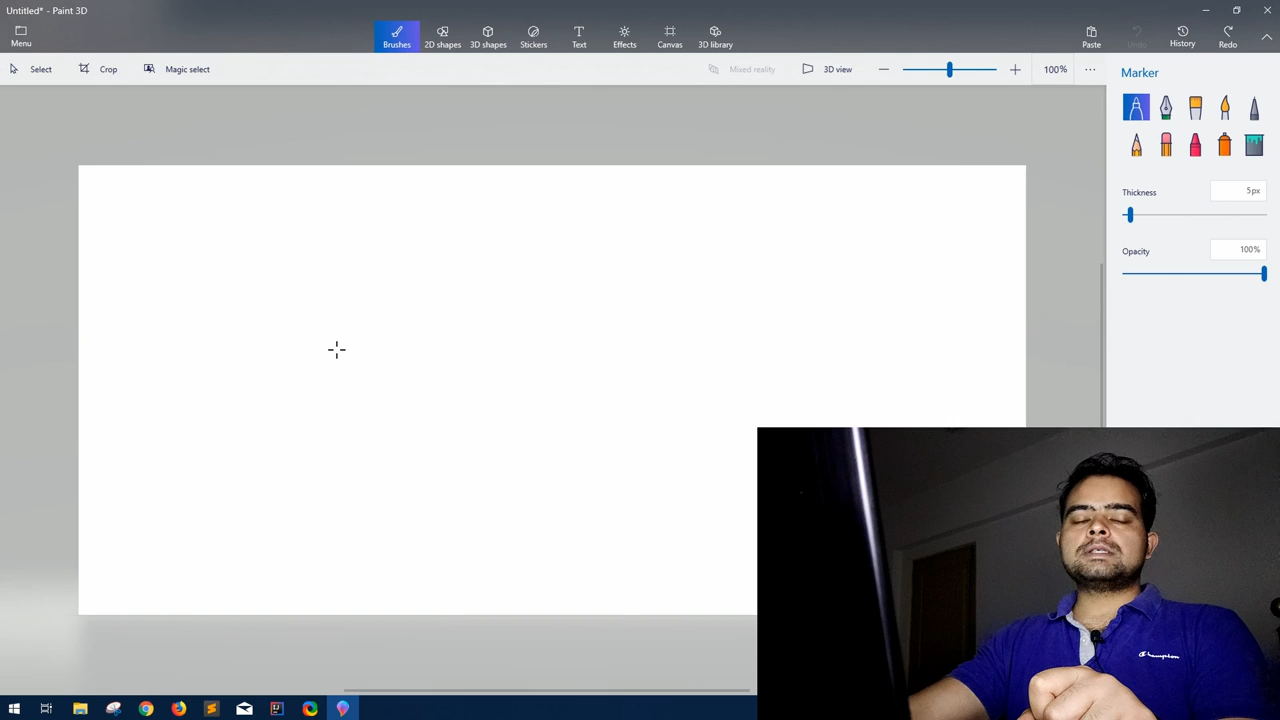 Untitled* - Paint 3D
Menu
Brushes
2D shapes
3D shapes
Stickers
Text
Effects
Canvas
3D library
Paste
Undo
History
Redo
Select
Crop
Magic select
Mixed reality
3D view
100%
Marker
Thickness
5px
Opacity
100%
Champion